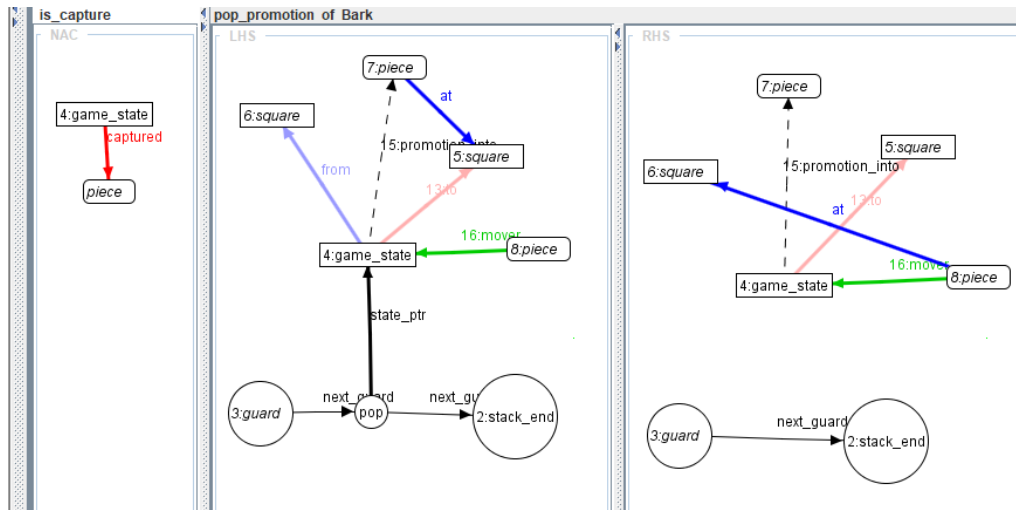 is_capture
pop_promotion of Bark
NAC
LHS
RHS
4:game_state
captured
piece
7:piece
at
6:square
15:promotion_into
5:square
from
13:to
16:mover
8:piece
4:game_state
state_ptr
next_guard
next_gu
3:guard
pop
2:stack_end
7:piece
5:square
6:square
15:promotion_into
13:to
at
16:mover
8:piece
4:game_state
next_guard
3:guard
2:stack_end